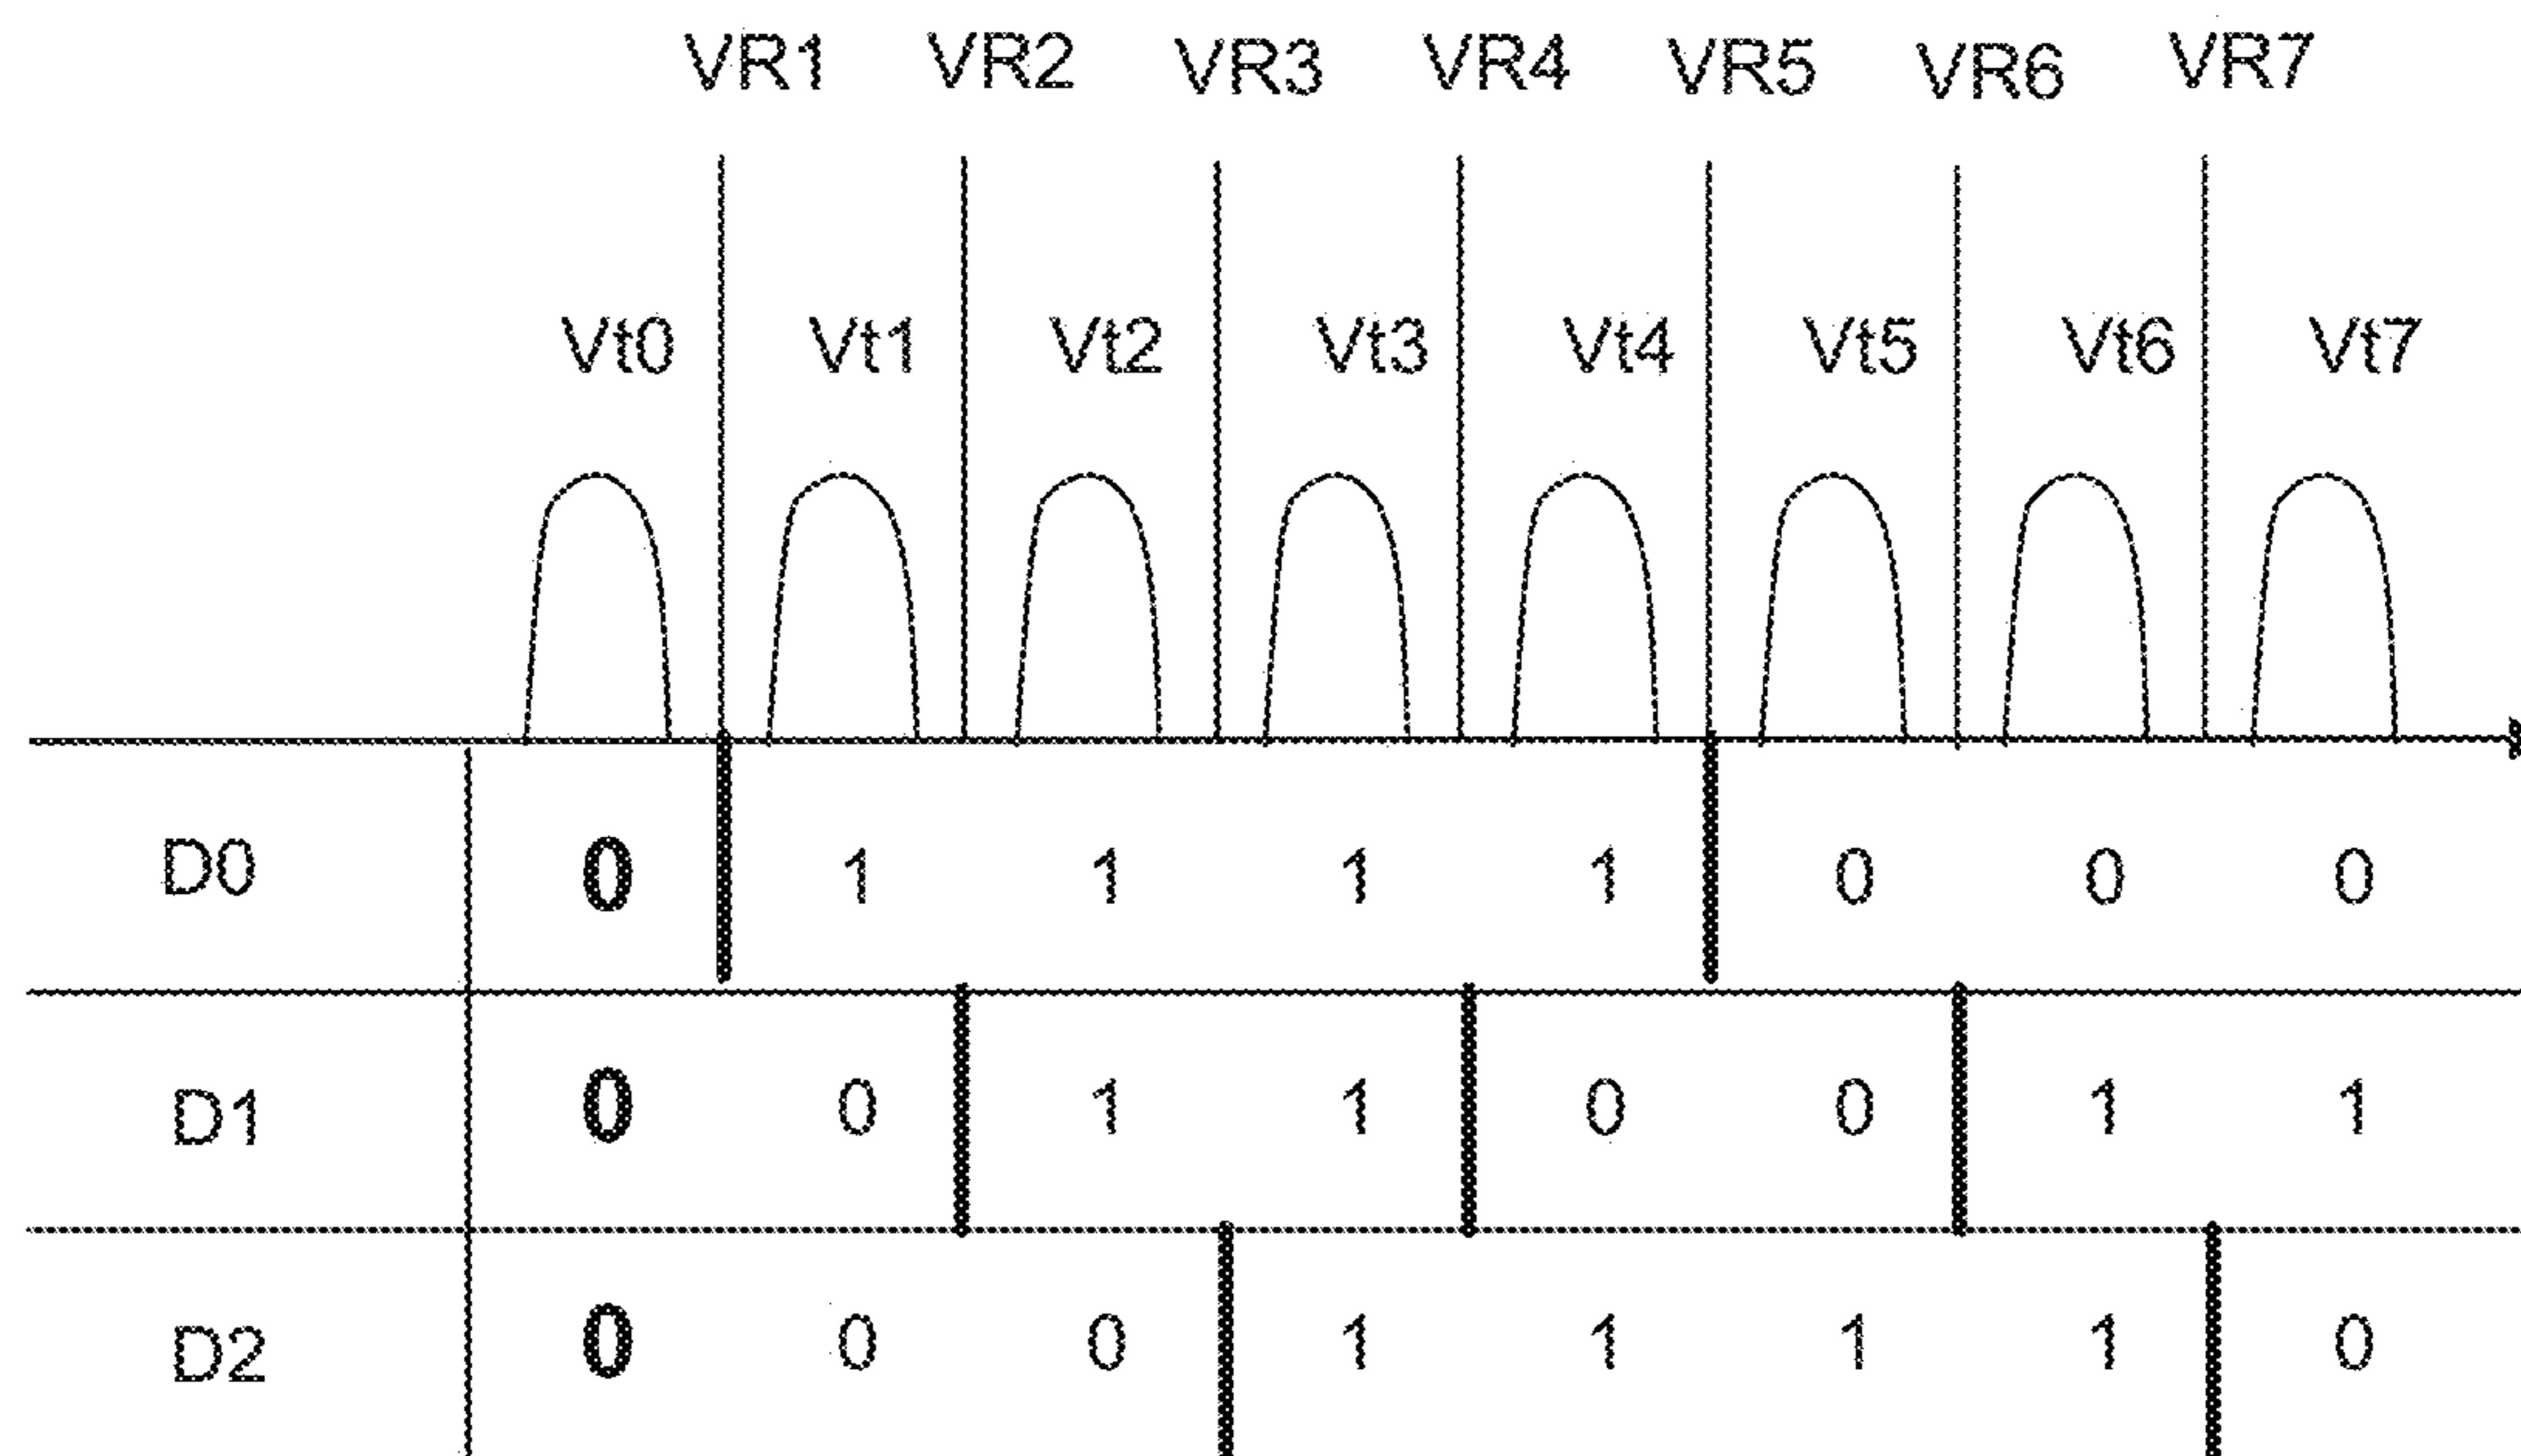 VR1 VR2 VR3 VR4 VR5 VR6 VR7
Vt0 Vt1 Vt2 Vt3 Vt4 Vt5 Vt6 Vt7
D0 0 1 1 1 1 0 0 0
D1 0 0 1 1 0 0 1 1
D2 0 0 0 1 1 1 1 0